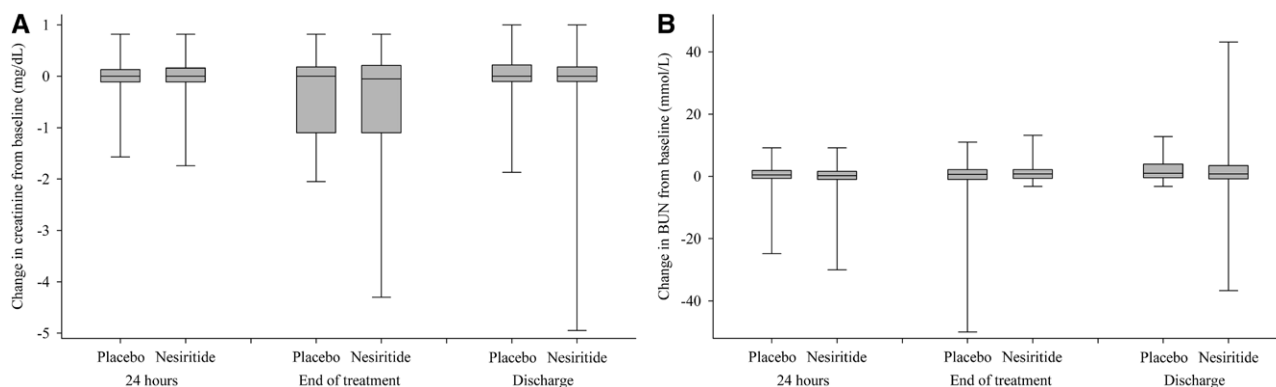 A
Change in creatinine from baseline (mg/dL)
1
0
-1
-2
-3
-4
-5
Placebo Nesiritide Placebo Nesiritide Placebo Nesiritide
24 hours End of treatment Discharge
B
Change in BUN from baseline (mmol/L)
40
20
0
-20
-40
Placebo Nesiritide Placebo Nesiritide Placebo Nesiritide
24 hours End of treatment Discharge